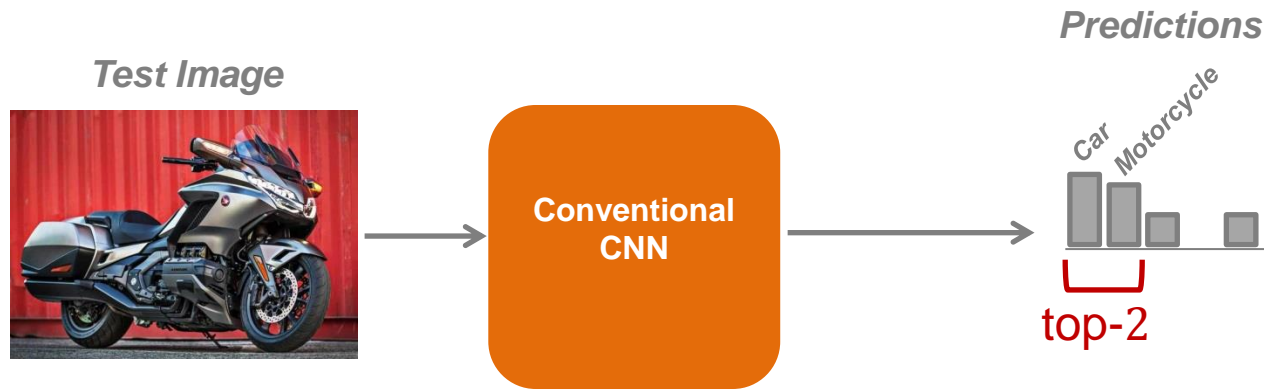 Predictions
Test Image
Car
Motorcycle
Conventional
CNN
top-2